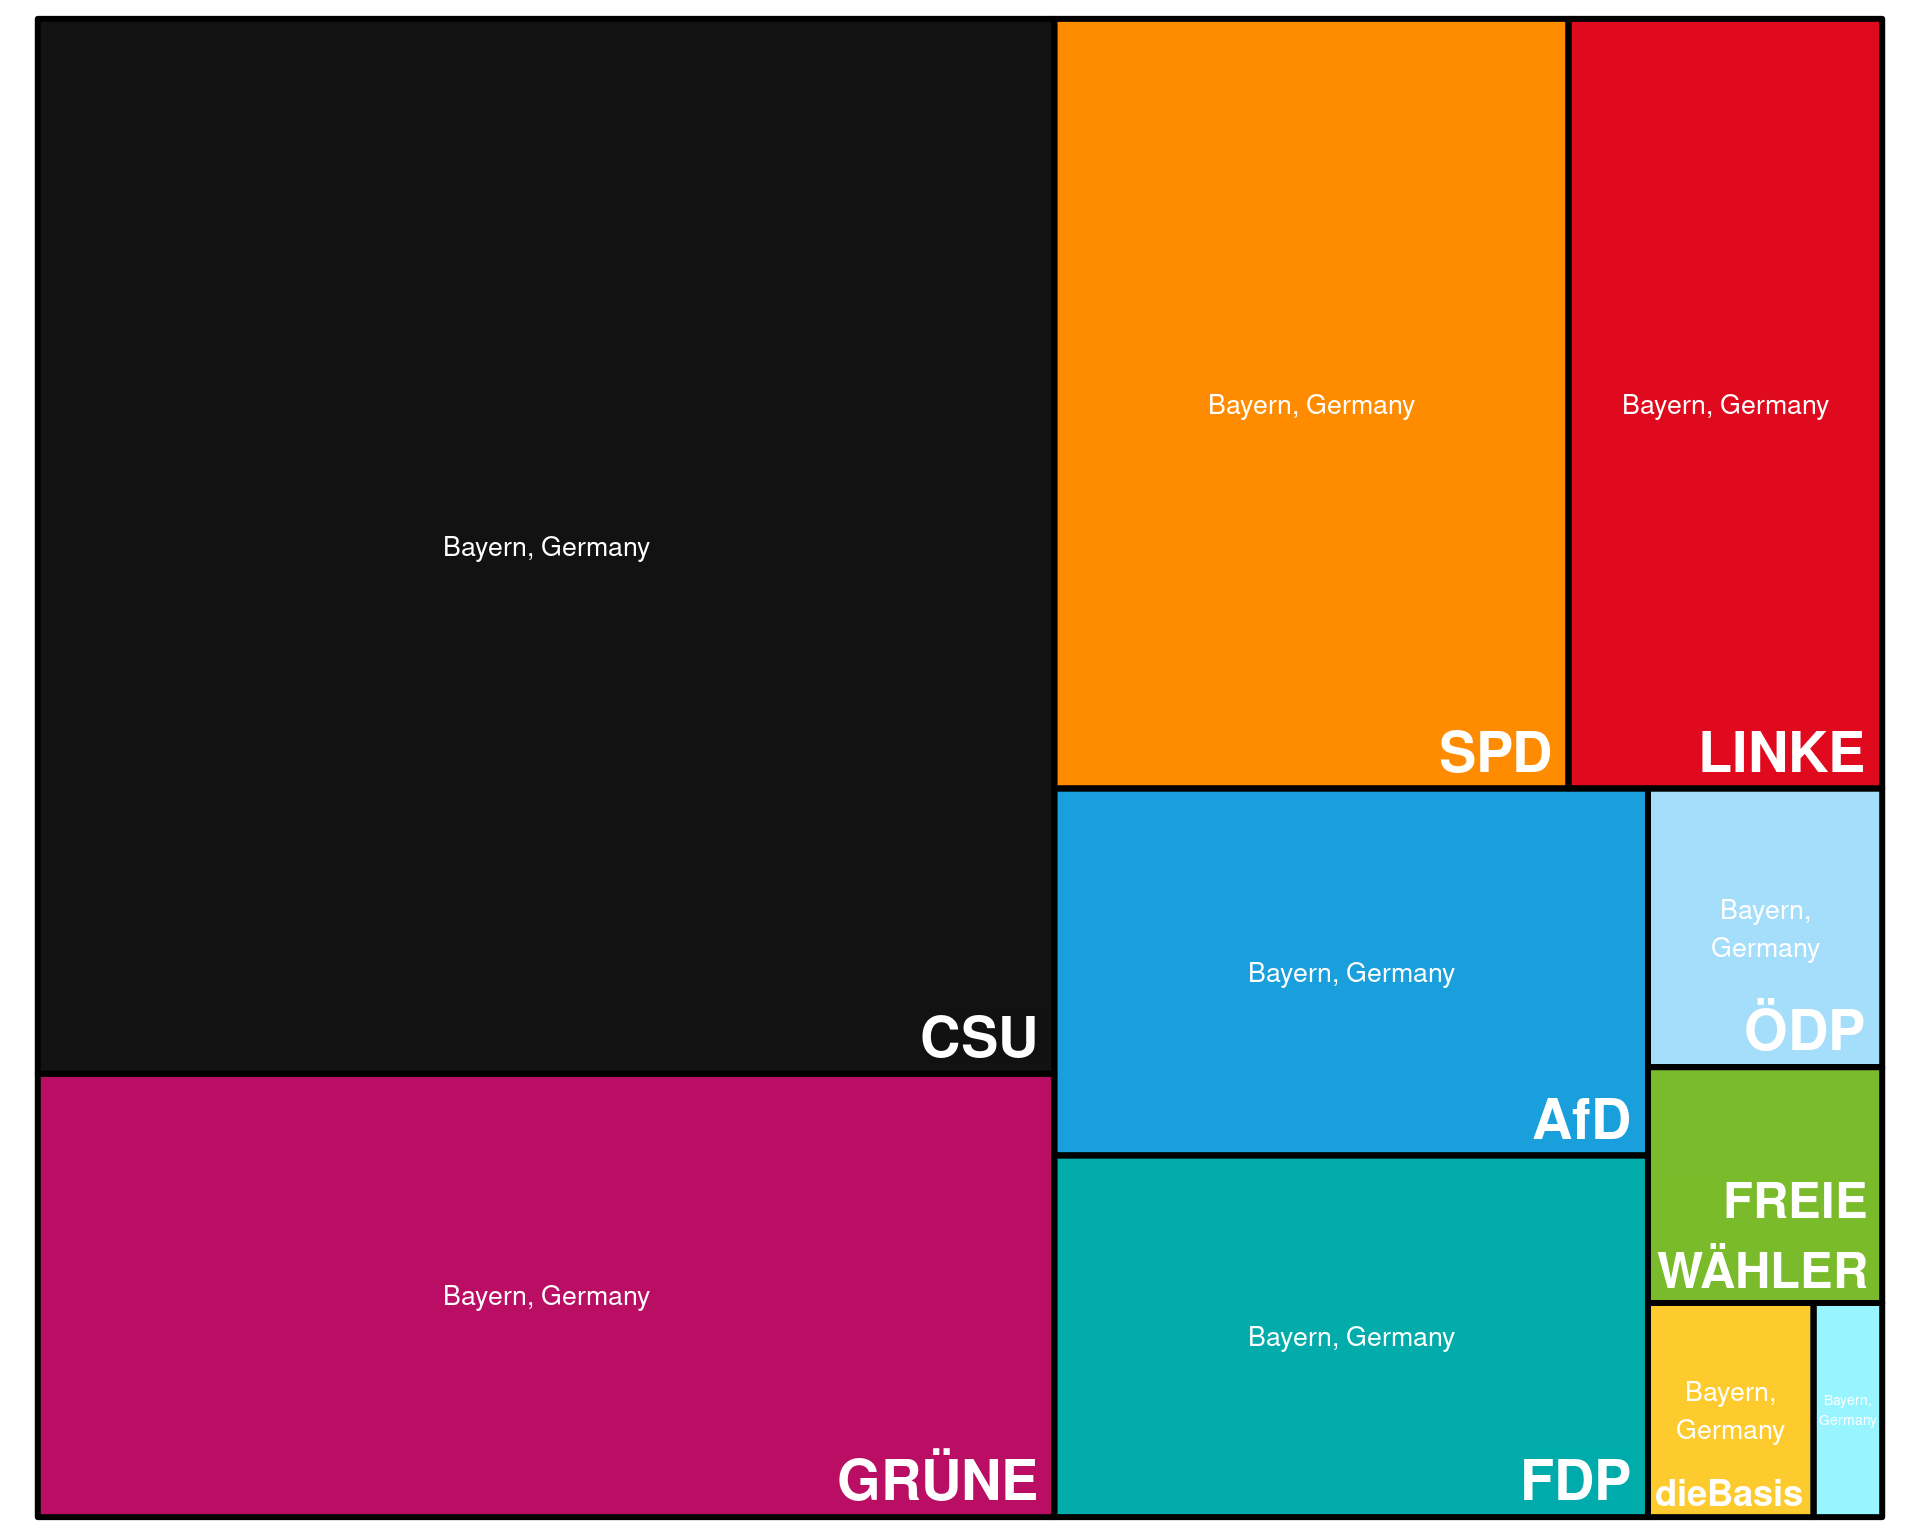 Bayern, Germany
CSU
Bayern, Germany
SPD
Bayern, Germany
LINKE
Bayern, Germany
AfD
Bayern,
Germany
ÖDP
FREIE
WÄHLER
Bayern, Germany
GRÜNE
Bayern, Germany
FDP
Bayern,
Germany
dieBasis
Bayern,
Germany